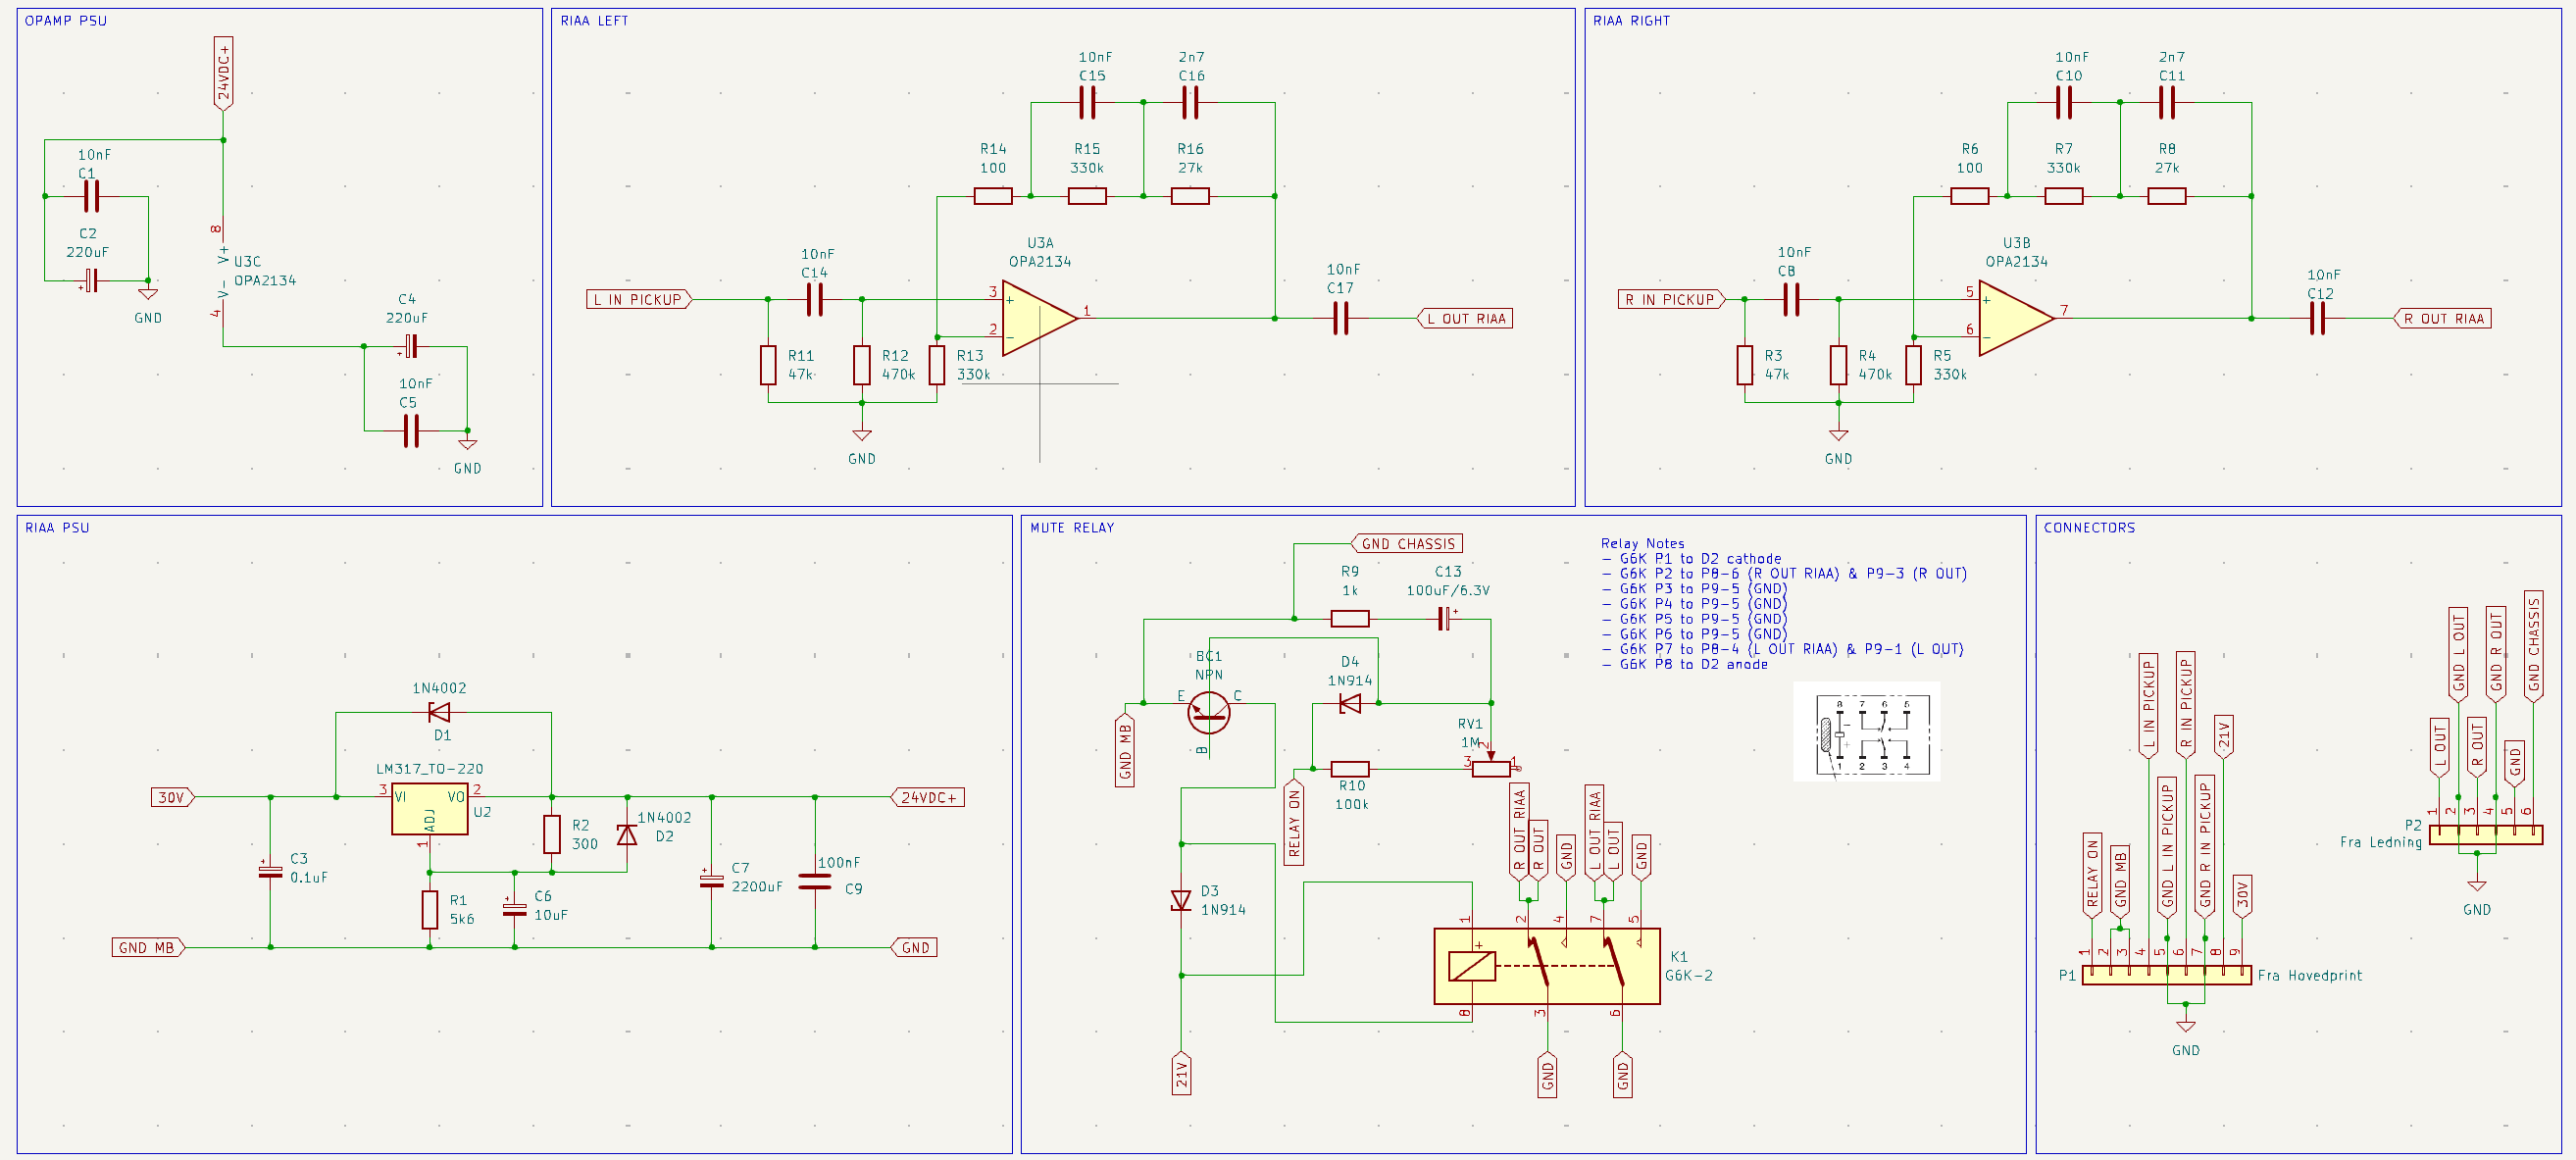 OPAMP PSU
24VDC+
10nF
C1
C2
220uF
GND
8
V+
U3C
OPA2134
V-
4
C4
220uF
10nF
C5
GND
RIAA LEFT
10nF
C15
2n7
C16
R14
100
R15
330k
R16
27k
U3A
OPA2134
10nF
C14
L IN PICKUP
3
+
2
-
1
10nF
C17
L OUT RIAA
R11
47k
R12
470k
R13
330k
GND
RIAA RIGHT
10nF
C10
2n7
C11
R6
100
R7
330k
R8
27k
U3B
OPA2134
10nF
C8
R IN PICKUP
5
+
6
-
7
10nF
C12
R OUT RIAA
R3
47k
R4
470k
R5
330k
GND
RIAA PSU
1N4002
D1
LM317_TO-220
30V
3
VI
VO
2
ADJ
1
U2
24VDC+
R2
300
1N4002
D2
C3
0.1uF
R1
5k6
C6
10uF
C7
2200uF
100nF
C9
GND MB
GND
MUTE RELAY
GND CHASSIS
R9
1k
C13
100uF/6.3V
BC1
NPN
E
C
B
D4
1N914
GND MB
RV1
1M
2
3
1
R10
100k
RELAY ON
D3
1N914
21V
R OUT RIAA
R OUT
GND
L OUT RIAA
L OUT
GND
1
2
4
7
5
+
K1
G6K-2
8
3
6
GND
GND
Relay Notes
- G6K P1 to D2 cathode
- G6K P2 to P8-6 (R OUT RIAA) & P9-3 (R OUT)
- G6K P3 to P9-5 (GND)
- G6K P4 to P9-5 (GND)
- G6K P5 to P9-5 (GND)
- G6K P6 to P9-5 (GND)
- G6K P7 to P8-4 (L OUT RIAA) & P9-1 (L OUT)
- G6K P8 to D2 anode
8 7 6 5
1 2 3 4
CONNECTORS
L OUT
GND L OUT
R OUT
GND R OUT
GND
GND CHASSIS
1 2 3 4 5 6
P2
Fra Ledning
GND
RELAY ON
GND MB
L IN PICKUP
GND L IN PICKUP
R IN PICKUP
GND R IN PICKUP
21V
30V
1 2 3 4 5 6 7 8 9
P1
Fra Hovedprint
GND